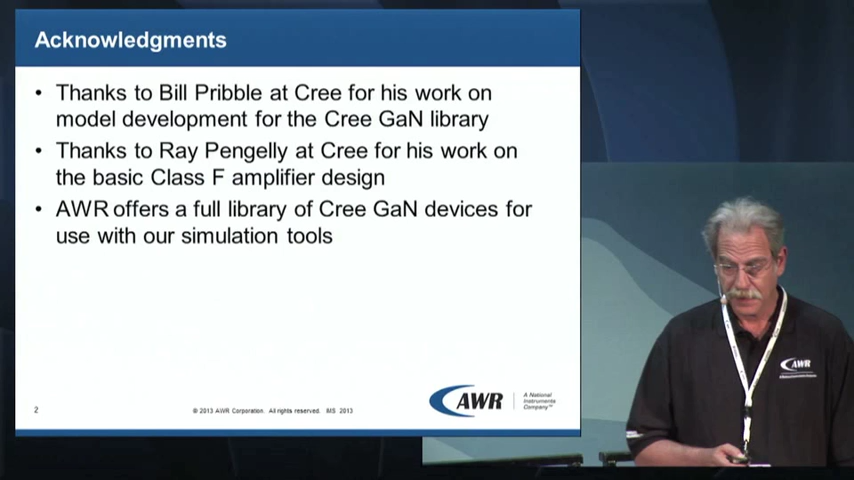 Acknowledgments
• Thanks to Bill Pribble at Cree for his work on
model development for the Cree GaN library
• Thanks to Ray Pengelly at Cree for his work on
the basic Class F amplifier design
• AWR offers a full library of Cree GaN devices for
use with our simulation tools
2
© 2013 AWR Corporation. All rights reserved. IMS 2013
AWR
A National
Instruments
Company™
AWR